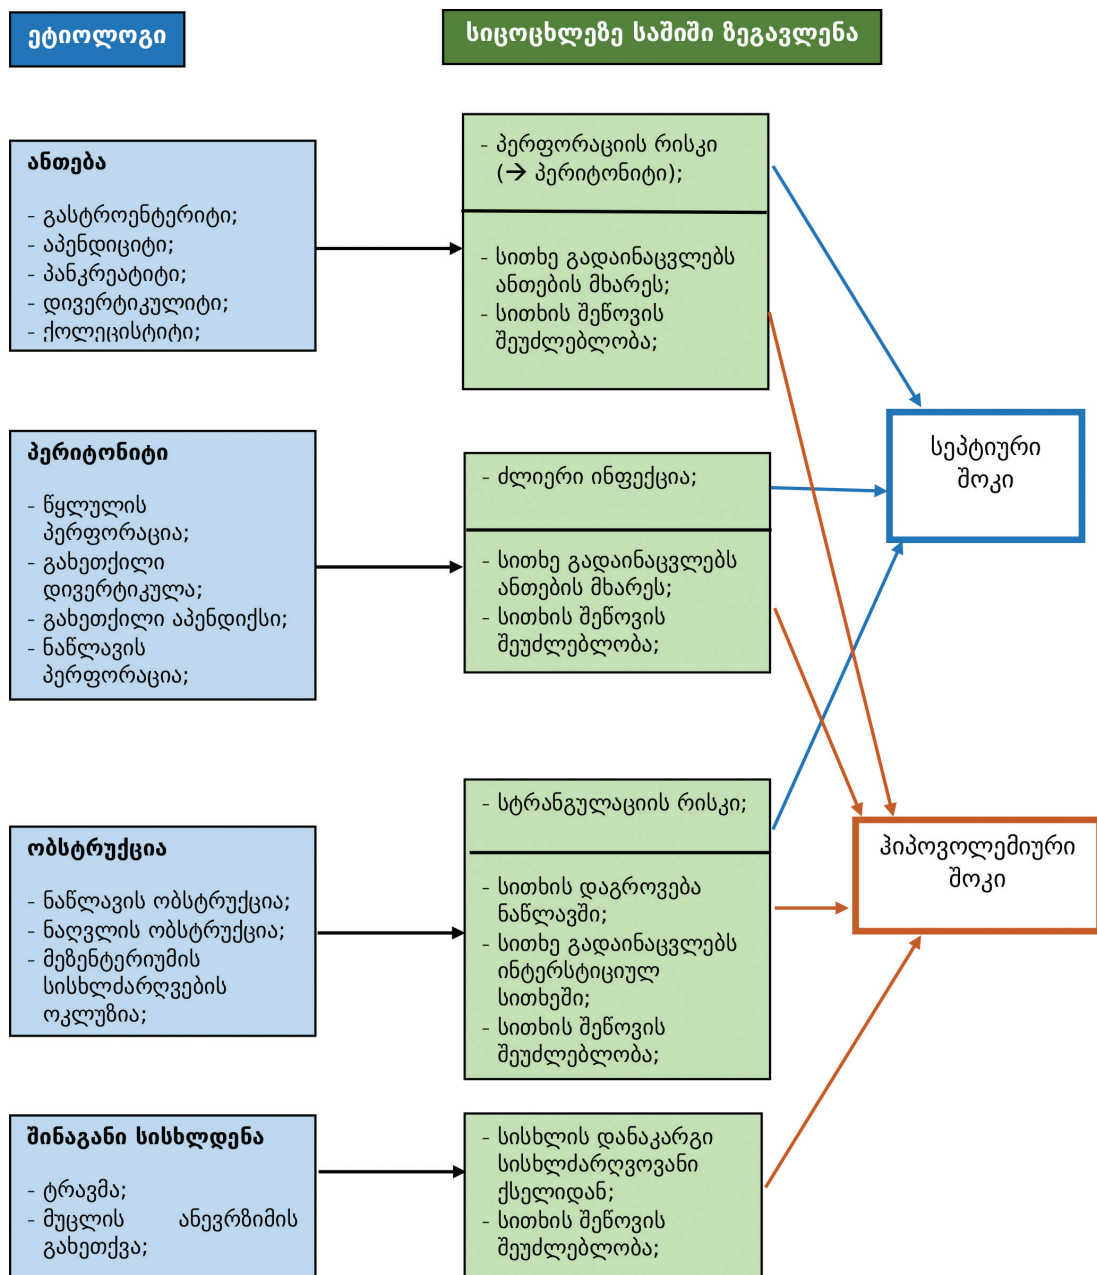 ეტიოლოგი
სიცოცხლეზე საშიში ზეგავლენა
ანთება
- გასტროენტერიტი;
- აპენდიციტი;
- პანკრეატიტი;
- დივერტიკულიტი;
- ქოლეცისტიტი;
- პერფორაციის რისკი
(→ პერიტონიტი);
- სითხე გადაინაცვლებს
ანთების მხარეს;
- სითხის შეწოვის
შეუძლებლობა;
პერიტონიტი
- წყლულის
პერფორაცია;
- გახეთქილი
დივერტიკულა;
- გახეთქილი აპენდიქსი;
- ნაწლავის
პერფორაცია;
- ძლიერი ინფექცია;
- სითხე გადაინაცვლებს
ანთების მხარეს;
- სითხის შეწოვის
შეუძლებლობა;
სეპტიური
შოკი
ობსტრუქცია
- ნაწლავის ობსტრუქცია;
- ნაღვლის ობსტრუქცია;
- მეზენტერიუმის
სისხლძარღვების
ოკლუზია;
- სტრანგულაციის რისკი;
- სითხის დაგროვება
ნაწლავში;
- სითხე გადაინაცვლებს
ინტერსტიციულ
სითხეში;
- სითხის შეწოვის
შეუძლებლობა;
ჰიპოვოლემიური
შოკი
შინაგანი სისხლდენა
- ტრავმა;
- მუცლის ანევრზიმის
გახეთქვა;
- სისხლის დანაკარგი
სისხლძარღვოვანი
ქსელიდან;
- სითხის შეწოვის
შეუძლებლობა;